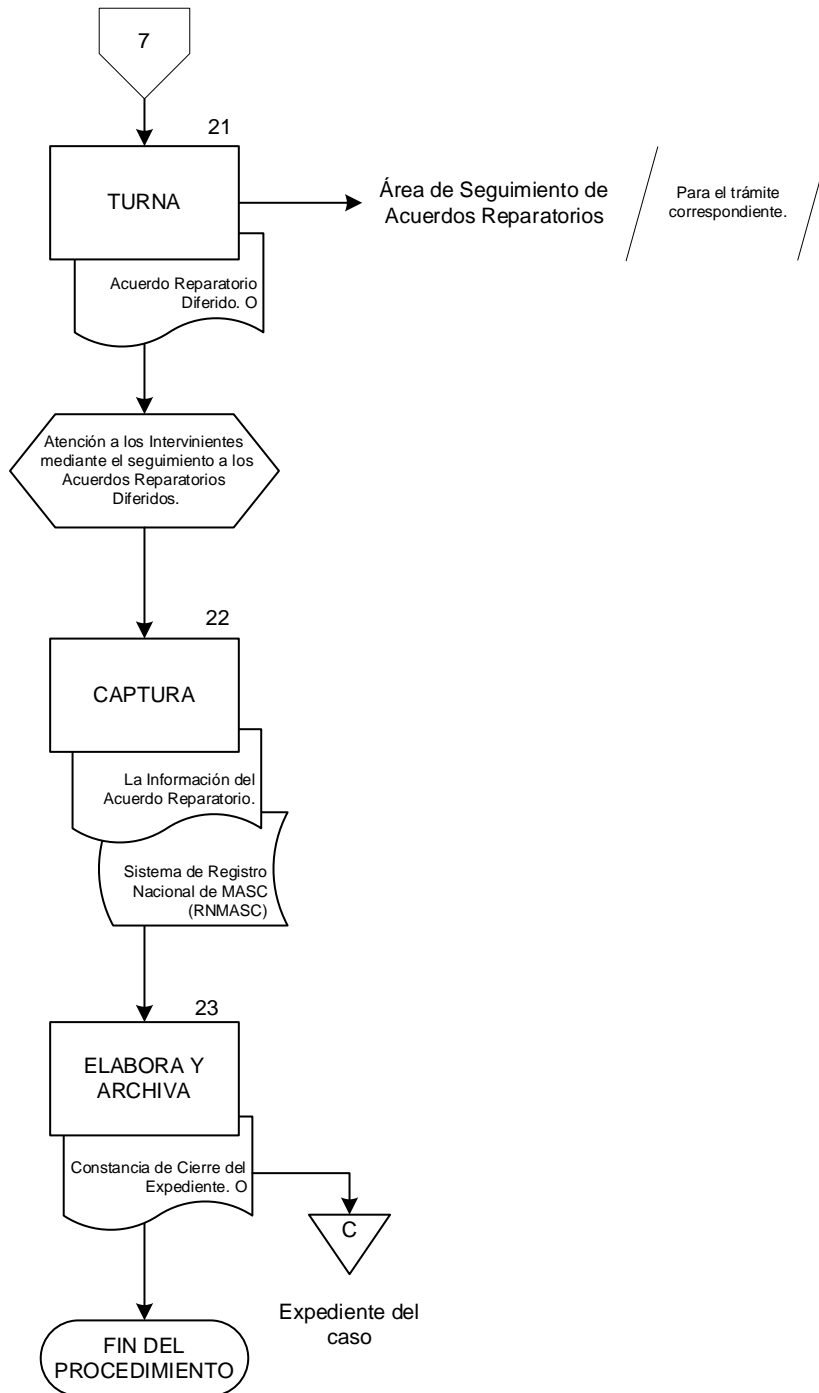 7
21
TURNA
Área de Seguimiento de
Acuerdos Reparatorios
Para el trámite
correspondiente.
Acuerdo Reparatorio
Diferido. O
Atención a los Intervinientes
mediante el seguimiento a los
Acuerdos Reparatorios
Diferidos.
22
CAPTURA
La Información del
Acuerdo Reparatorio.
Sistema de Registro
Nacional de MASC
(RNMASC)
23
ELABORA Y
ARCHIVA
Constancia de Cierre del
Expediente. O
C
Expediente del
caso
FIN DEL
PROCEDIMIENTO